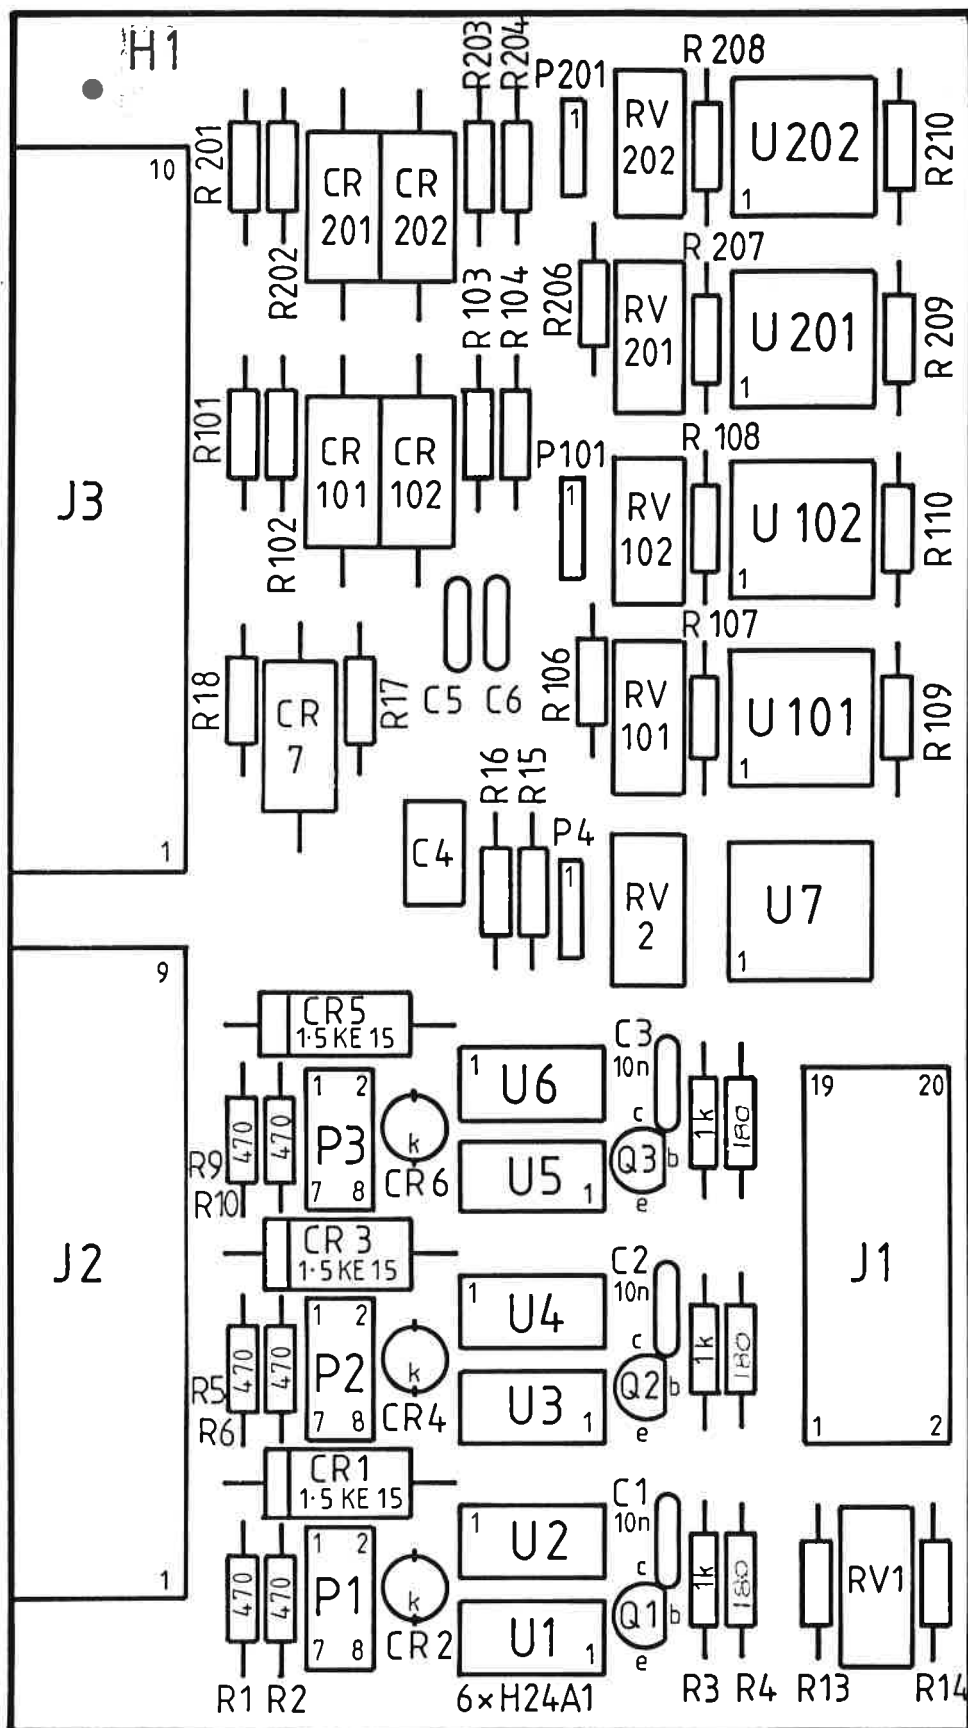 H1
R203
R204
P201
R 208
10
R 201
R202
CR
201
CR
202
1
RV
202
U202
1
R210
R 103
R 104
R206
R 207
RV
201
U 201
1
R 209
R101
R102
CR
101
CR
102
P101
1
R 108
RV
102
U 102
1
R110
J3
R18
CR
7
R17
C5
C6
R106
R 107
RV
101
U 101
1
R109
1
C4
R16
R15
P4
1
RV
2
U7
1
9
CR5
1·5 KE 15
C3
10n
1 U6
U5 1
c
Q3
b
e
1k
180
19 20
R9
R10
470
470
1 2
P3
7 8
k
CR6
J2
CR 3
1·5 KE 15
C2
10n
1 U4
U3 1
c
Q2
b
e
1k
180
J1
R5
R6
470
470
1 2
P2
7 8
k
CR4
1 2
CR1
1·5 KE 15
C1
10n
1 U2
U1 1
c
Q1
b
e
1k
180
RV1
1
470
470
1 2
P1
7 8
k
CR2
R1 R2
6×H24A1
R3 R4
R13
R14